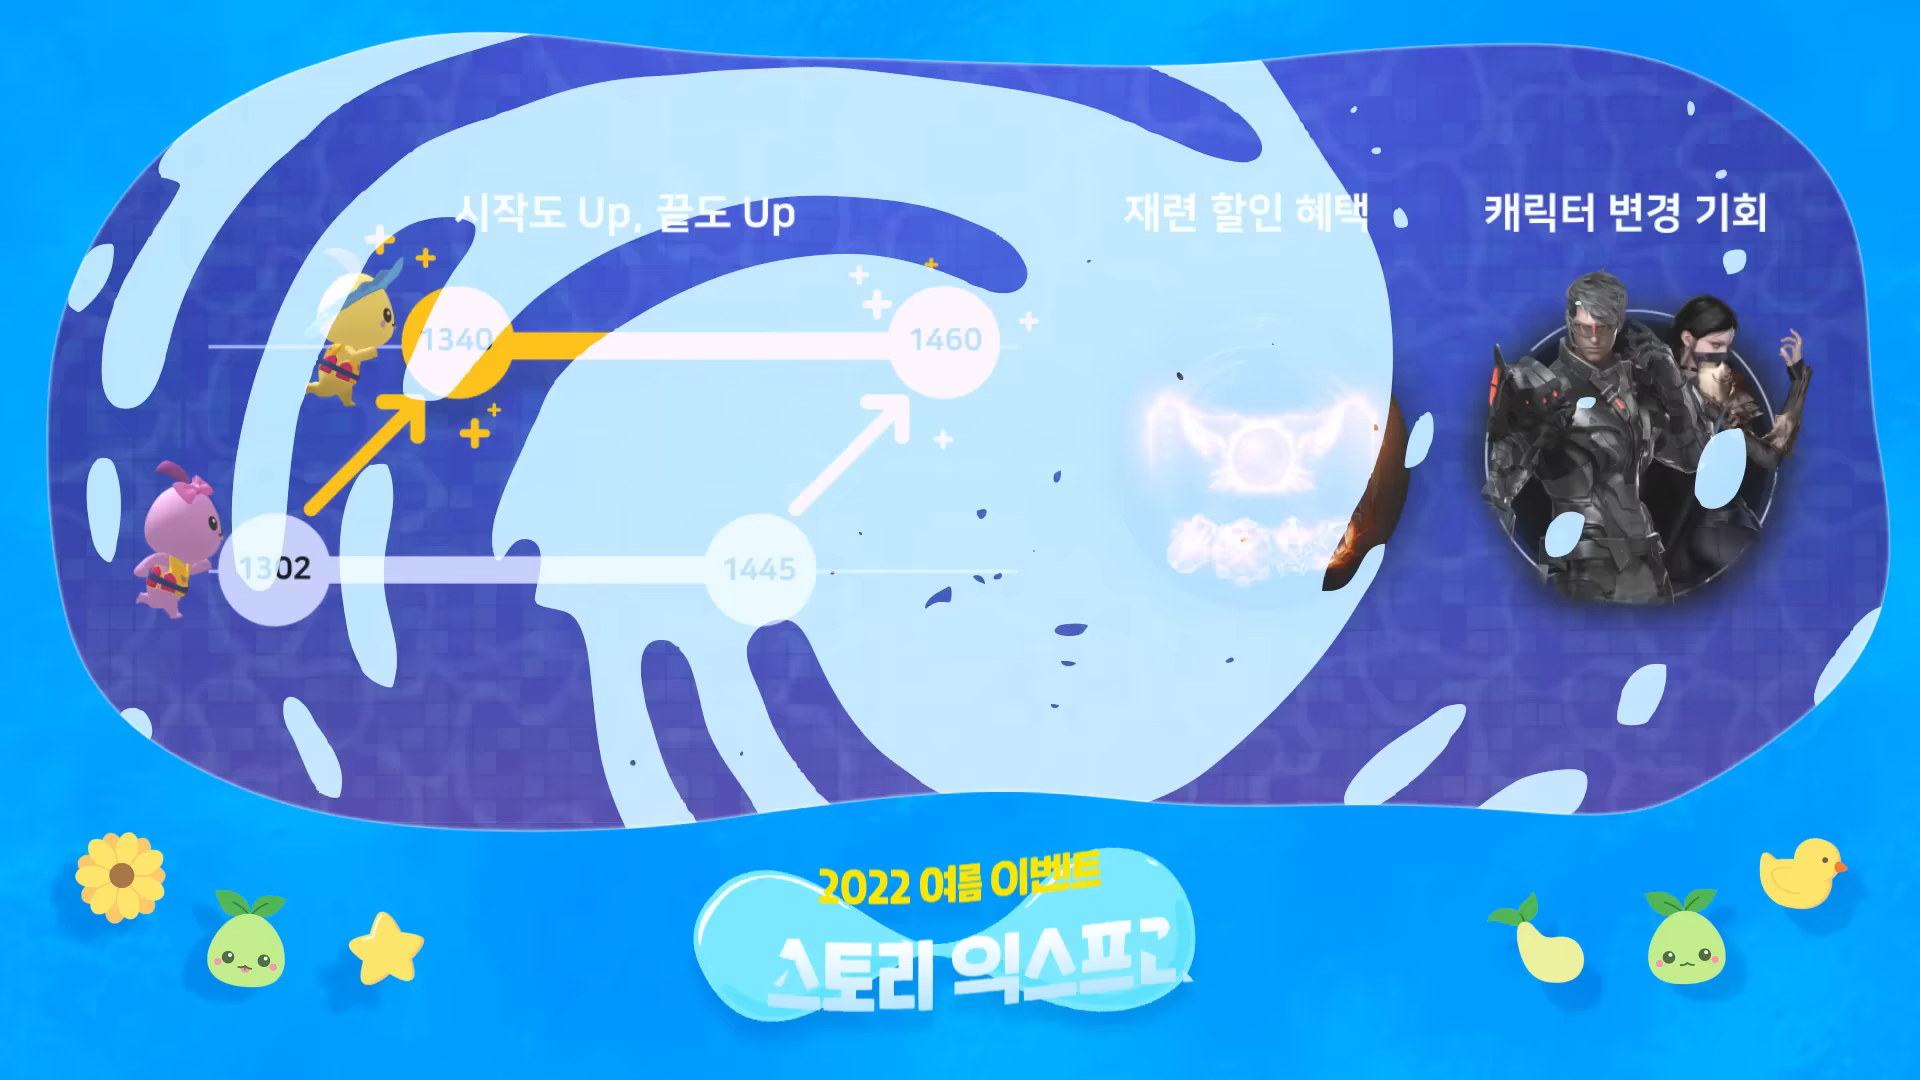 시작도 Up, 끝도 Up
재련 할인 혜택
캐릭터 변경 기회
1340
1460
1302
1445
2022 여름 이벤트
스토리 익스프